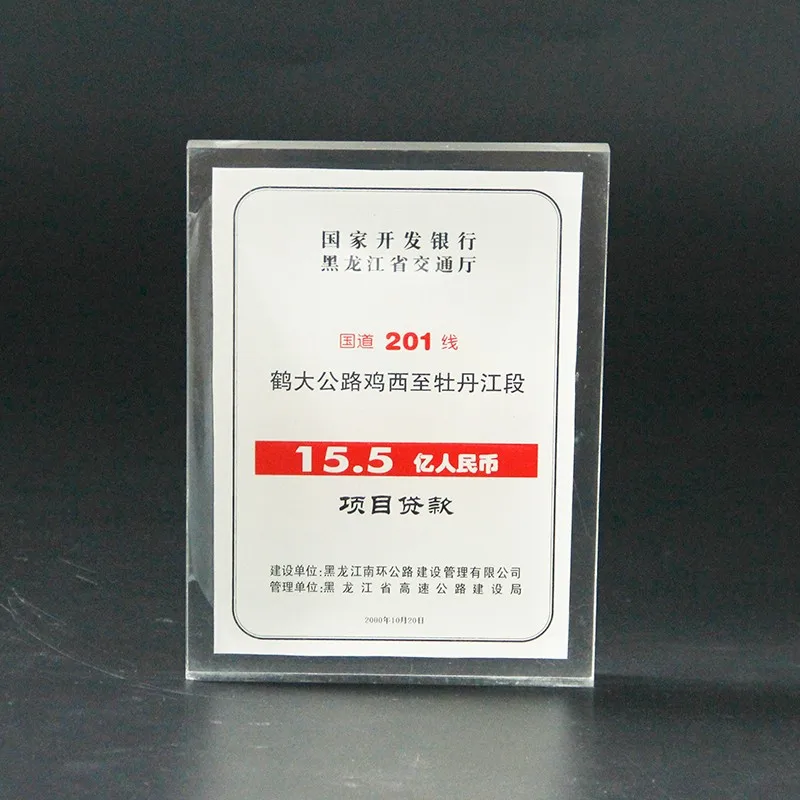 国家开发银行
黑龙江省交通厅
国道 201 线
鹤大公路鸡西至牡丹江段
15.5 亿人民币
项目贷款
建设单位:黑龙江南环公路建设管理有限公司
管理单位:黑龙江省高速公路建设局
2000年10月20日